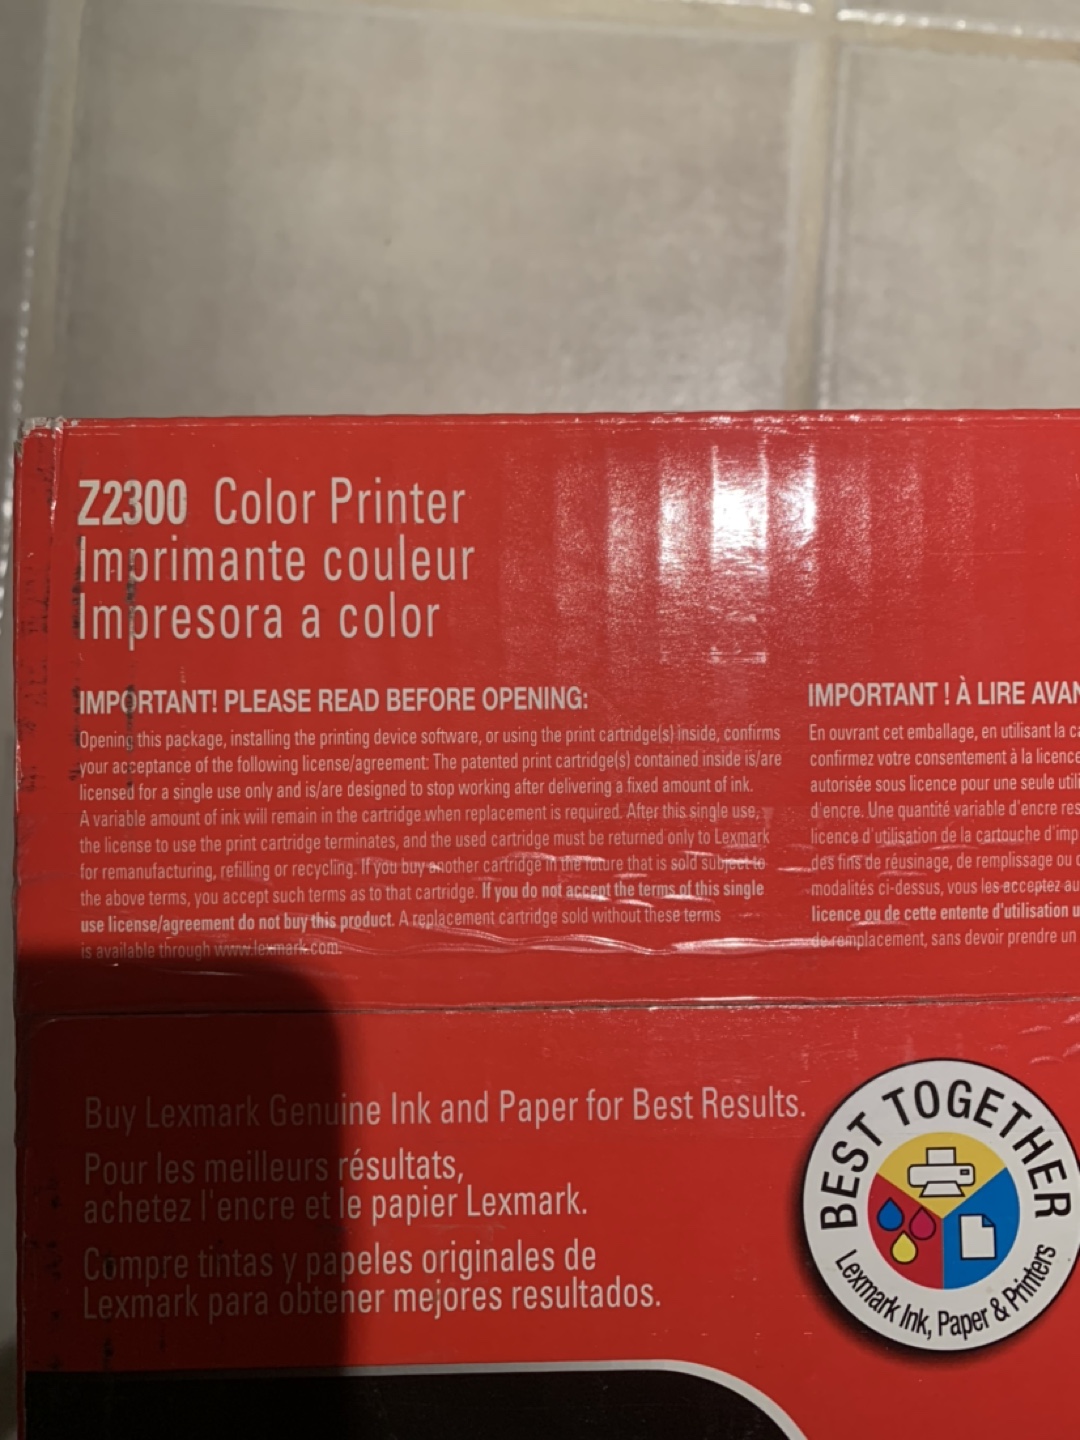 Z2300 Color Printer
Imprimante couleur
Impresora a color
IMPORTANT! PLEASE READ BEFORE OPENING:
Opening this package, installing the printing device software, or using the print cartridge(s) inside, confirms
your acceptance of the following license/agreement: The patented print cartridge(s) contained inside is/are
licensed for a single use only and is/are designed to stop working after delivering a fixed amount of ink.
A variable amount of ink will remain in the cartridge when replacement is required. After this single use,
the license to use the print cartridge terminates, and the used cartridge must be returned only to Lexmark
for remanufacturing, refilling or recycling. If you buy another cartridge in the future that is sold subject to
the above terms, you accept such terms as to that cartridge. If you do not accept the terms of this single
use license/agreement do not buy this product. A replacement cartridge sold without these terms
is available through www.lexmark.com.
IMPORTANT ! À LIRE AVAN
En ouvrant cet emballage, en utilisant la ca
confirmez votre consentement à la licence
autorisée sous licence pour une seule util
d'encre. Une quantité variable d'encre res
licence d'utilisation de la cartouche d'imp
des fins de réusinage, de remplissage ou d
modalités ci-dessus, vous les acceptez au
licence ou de cette entente d'utilisation u
de remplacement, sans devoir prendre un
Buy Lexmark Genuine Ink and Paper for Best Results.
Pour les meilleurs résultats,
achetez l'encre et le papier Lexmark.
Compre tintas y papeles originales de
Lexmark para obtener mejores resultados.
BEST TOGETHER
Lexmark Ink, Paper & Printers